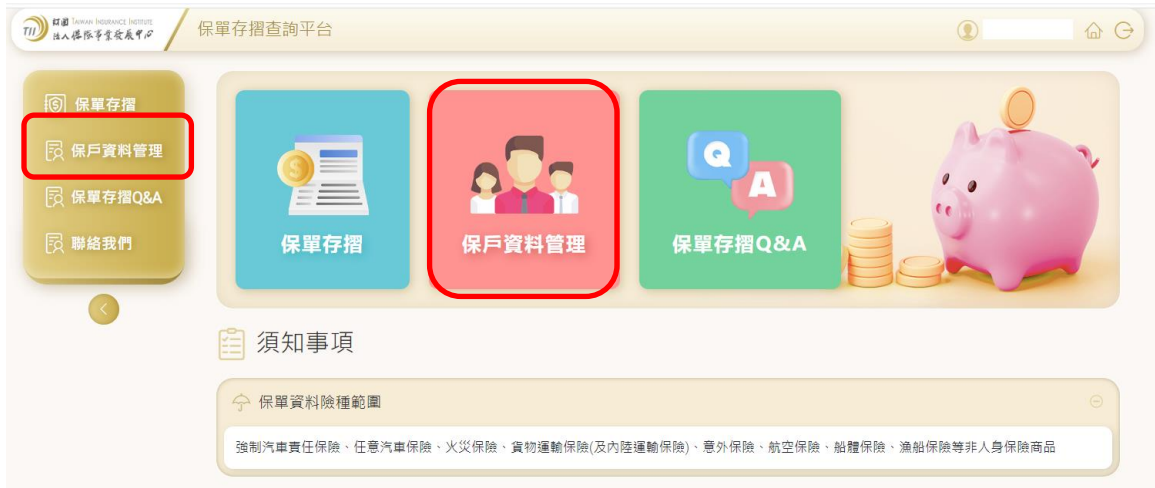 TII 財團 TAIWAN INSURANCE INSTITUTE
法人保險事業發展中心
保單存摺查詢平台
保單存摺
保戶資料管理
保單存摺Q&A
聯絡我們
保單存摺
保戶資料管理
Q
A
保單存摺Q&A
須知事項
保單資料險種範圍
強制汽車責任保險、任意汽車保險、火災保險、貨物運輸保險(及內陸運輸保險)、意外保險、航空保險、船體保險、漁船保險等非人身保險商品